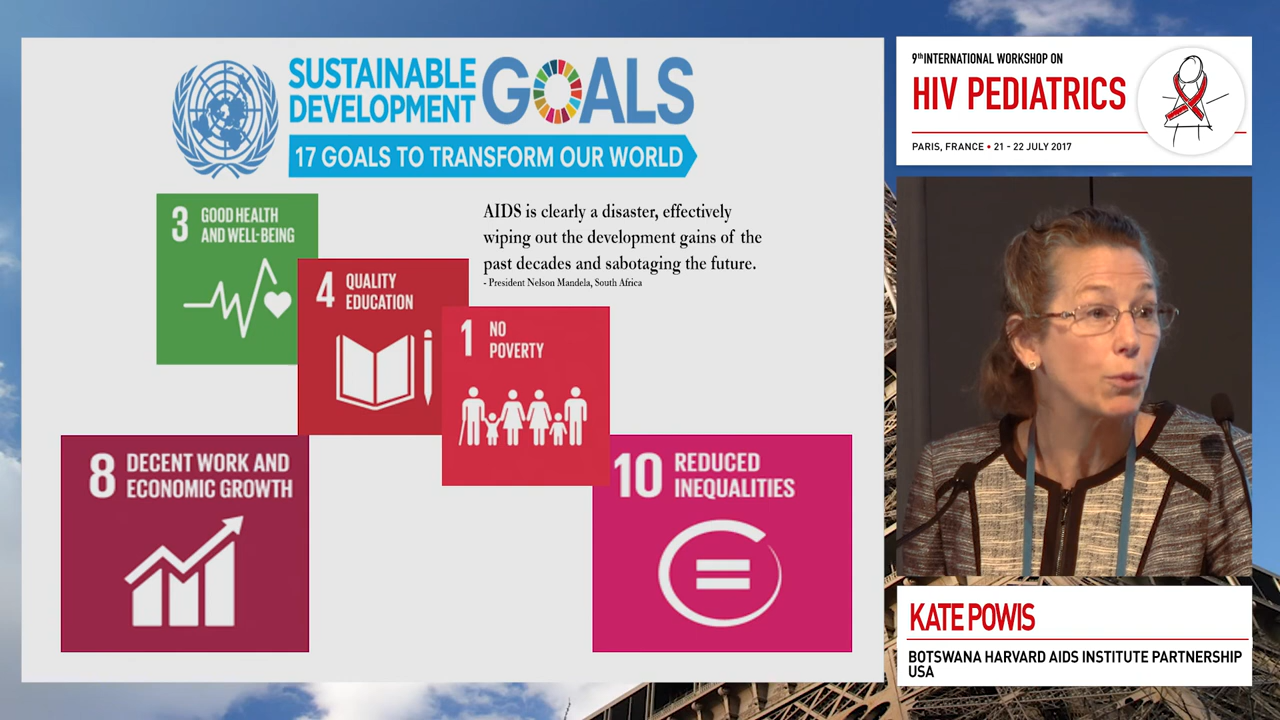 SUSTAINABLE
DEVELOPMENT
GOALS
17 GOALS TO TRANSFORM OUR WORLD
3 GOOD HEALTH
AND WELL-BEING
AIDS is clearly a disaster, effectively
wiping out the development gains of the
past decades and sabotaging the future.
- President Nelson Mandela, South Africa
4 QUALITY
EDUCATION
1 NO
POVERTY
8 DECENT WORK AND
ECONOMIC GROWTH
10 REDUCED
INEQUALITIES
9th INTERNATIONAL WORKSHOP ON
HIV PEDIATRICS
PARIS, FRANCE • 21 - 22 JULY 2017
KATE POWIS
BOTSWANA HARVARD AIDS INSTITUTE PARTNERSHIP
USA